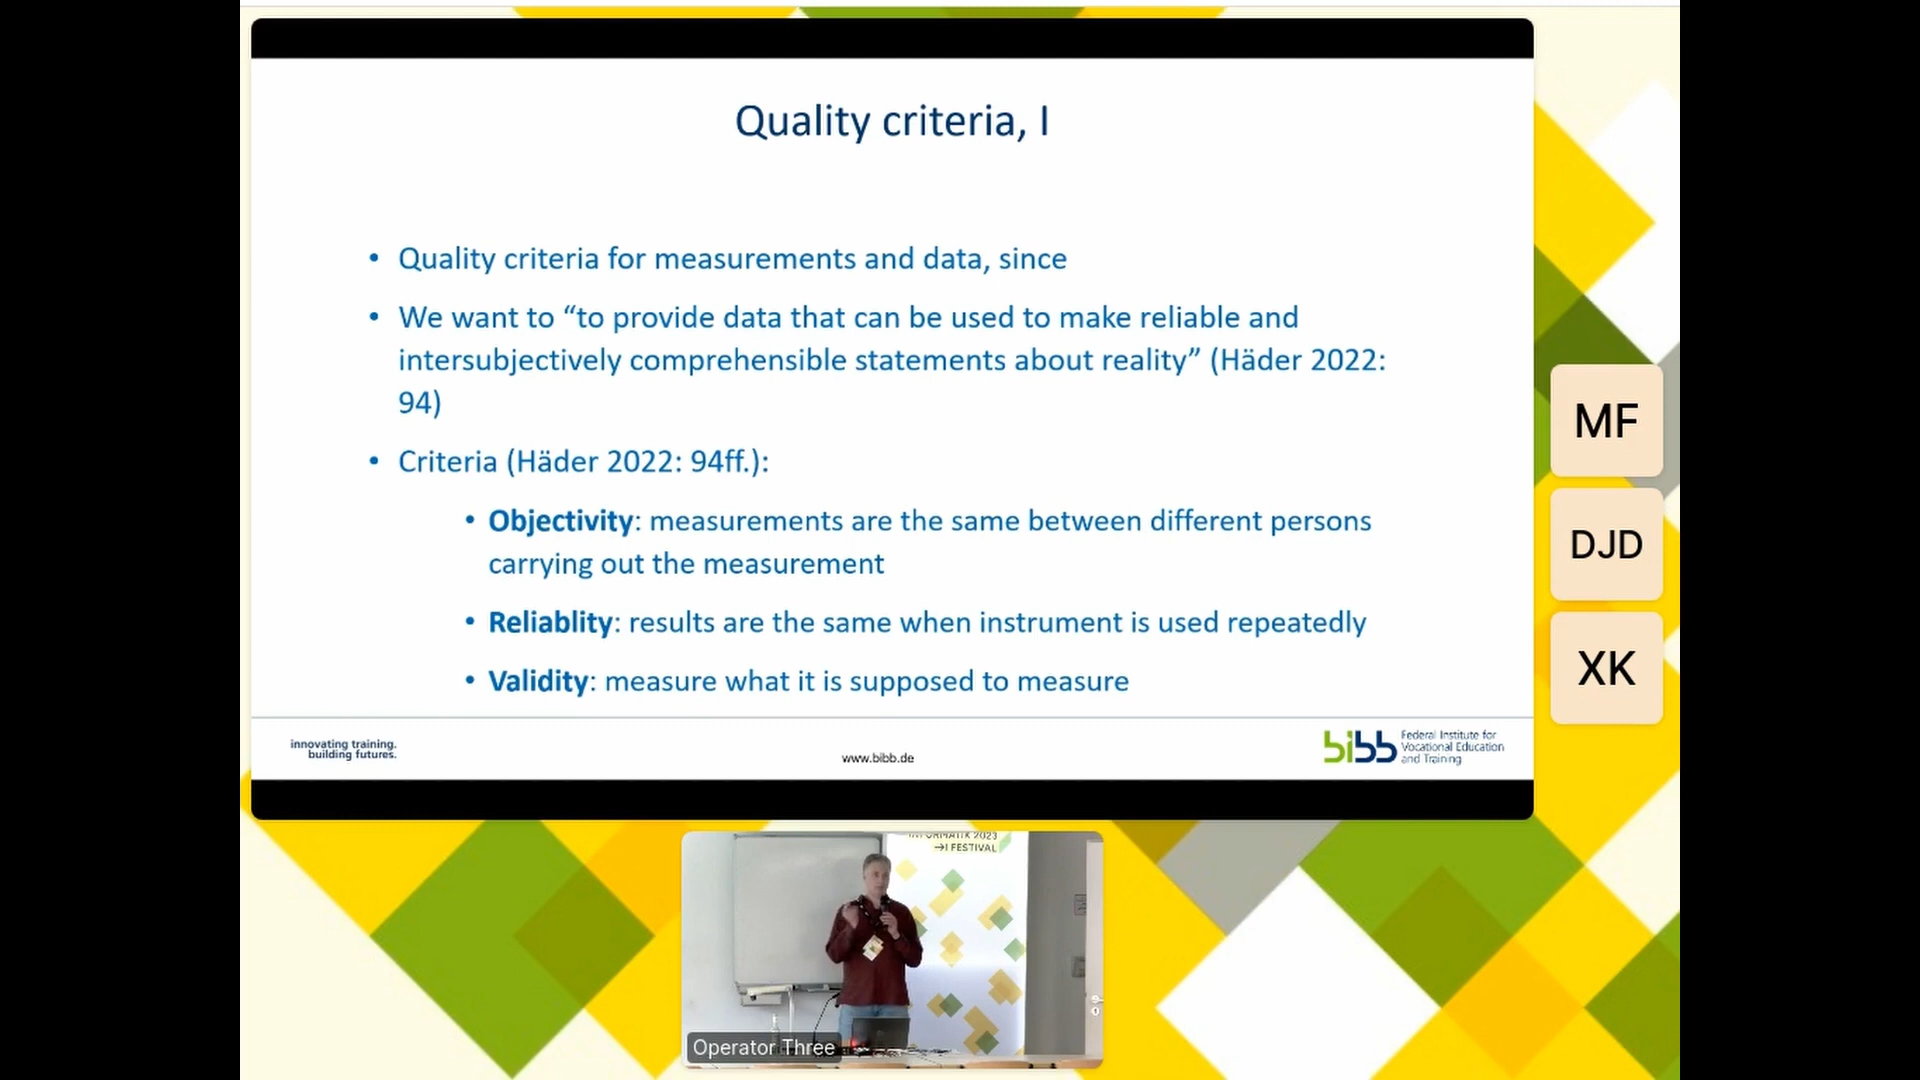 Quality criteria, I
• Quality criteria for measurements and data, since
• We want to “to provide data that can be used to make reliable and
intersubjectively comprehensible statements about reality” (Häder 2022:
94)
• Criteria (Häder 2022: 94ff.):
• Objectivity: measurements are the same between different persons
carrying out the measurement
• Reliablity: results are the same when instrument is used repeatedly
• Validity: measure what it is supposed to measure
innovating training.
building futures.
www.bibb.de
bibb
Federal Institute for
Vocational Education
and Training
MF
DJD
XK
INFORMATIK 2023
→I FESTIVAL
Operator Three